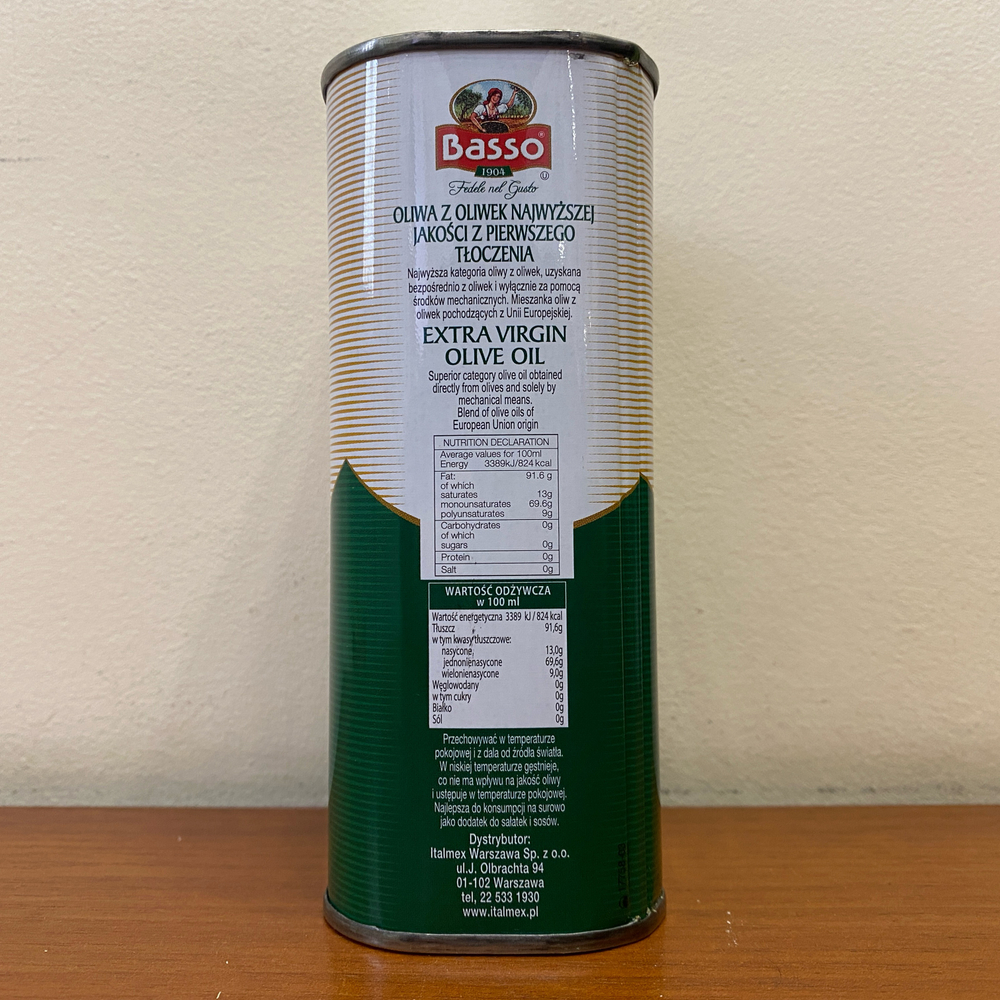 Basso®
1904
Ⓤ
Fedele nel Gusto
OLIWA Z OLIWEK NAJWYŻSZEJ
JAKOŚCI Z PIERWSZEGO
TŁOCZENIA
Najwyższa kategoria oliwy z oliwek, uzyskana
bezpośrednio z oliwek i wyłącznie za pomocą
środków mechanicznych. Mieszanka oliw z
oliwek pochodzących z Unii Europejskiej.
EXTRA VIRGIN
OLIVE OIL
Superior category olive oil obtained
directly from olives and solely by
mechanical means.
Blend of olive oils of
European Union origin
NUTRITION DECLARATION
Average values for 100ml
Energy 3389kJ/824 kcal
Fat: 91.6 g
of which
saturates 13g
monounsaturates 69.6g
polyunsaturates 9g
Carbohydrates 0g
of which
sugars 0g
Protein 0g
Salt 0g
WARTOŚĆ ODŻYWCZA
w 100 ml
Wartość energetyczna 3389 kJ / 824 kcal
Tłuszcz 91,6g
w tym kwasy tłuszczowe:
nasycone, 13,0g
jednonienasycone 69,6g
wielonienasycone 9,0g
Węglowodany 0g
w tym cukry 0g
Białko 0g
Sól 0g
Przechowywać w temperaturze
pokojowej i z dala od źródła światła.
W niskiej temperaturze gęstnieje,
co nie ma wpływu na jakość oliwy
i ustępuje w temperaturze pokojowej.
Najlepsza do konsumpcji na surowo
jako dodatek do sałatek i sosów.
Dystrybutor:
Italmex Warszawa Sp. z o.o.
ul.J. Olbrachta 94
01-102 Warszawa
tel, 22 533 1930
www.italmex.pl